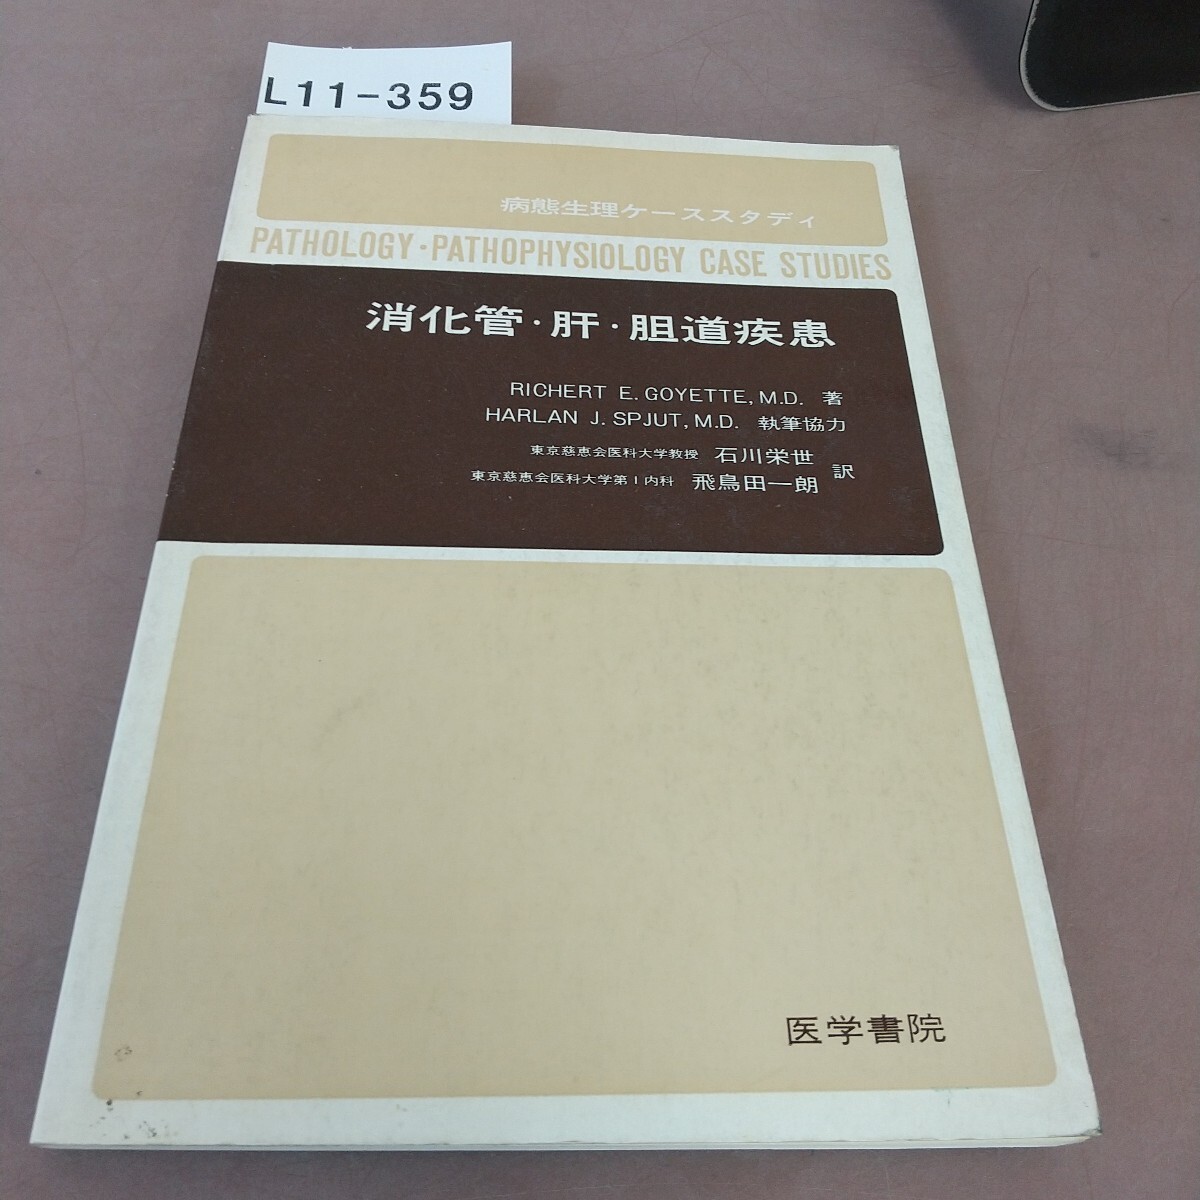 L11-359
病態生理ケーススタディ
PATHOLOGY・PATHOPHYSIOLOGY CASE STUDIES
消化管・肝・胆道疾患
RICHERT E. GOYETTE, M.D. 著
HARLAN J. SPJUT, M.D. 執筆協力
東京慈恵会医科大学教授 石川栄世
東京慈恵会医科大学第I内科 飛鳥田一朗 訳
医学書院